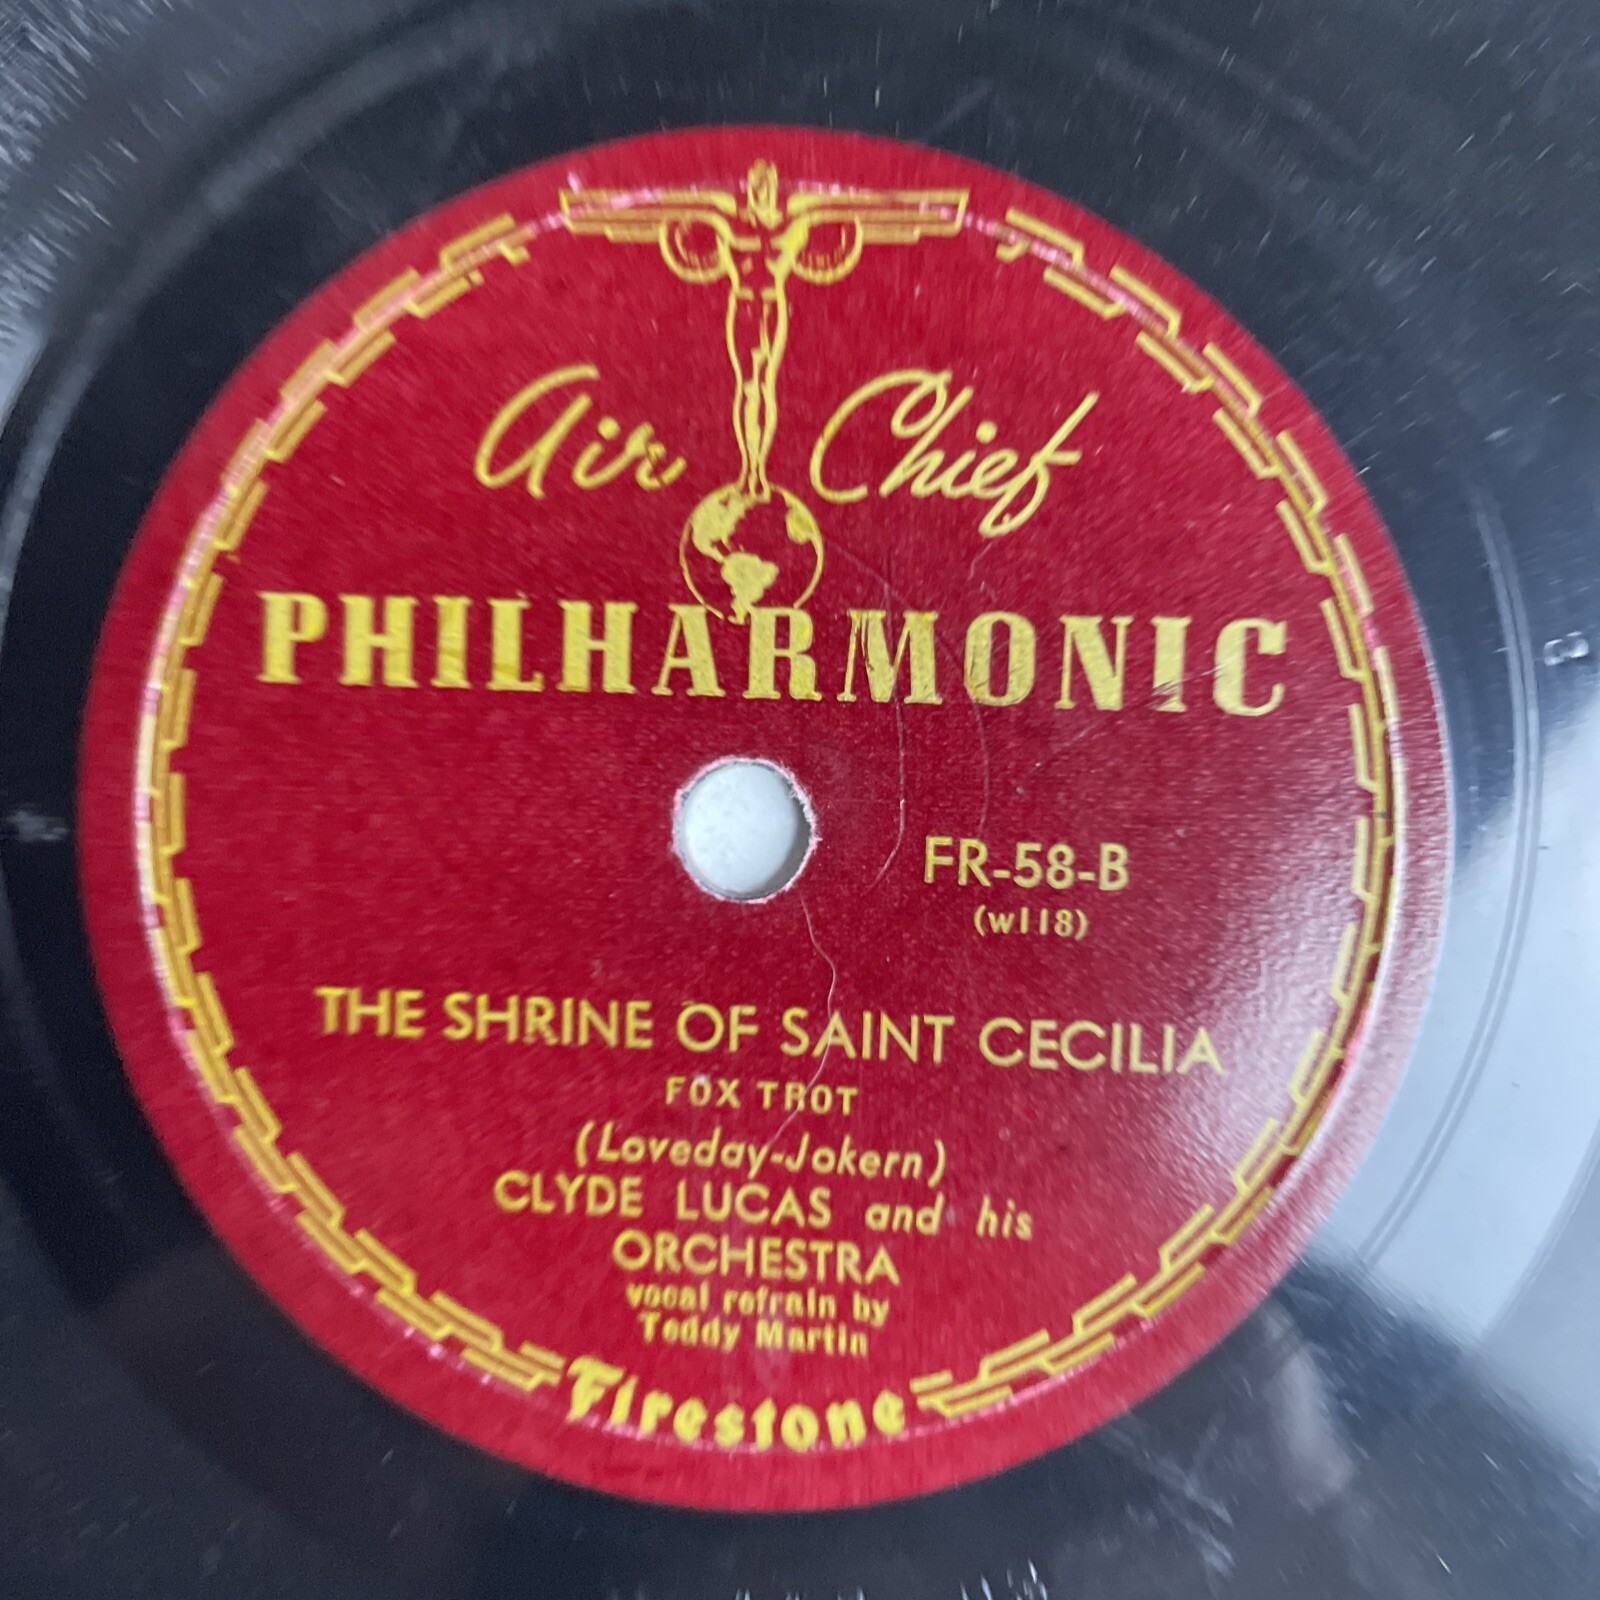 Air Chief
PHILHARMONIC
FR-58-B
(w118)
THE SHRINE OF SAINT CECILIA
FOX TROT
(Loveday-Jokern)
CLYDE LUCAS and his
ORCHESTRA
vocal refrain by
Teddy Martin
Firestone